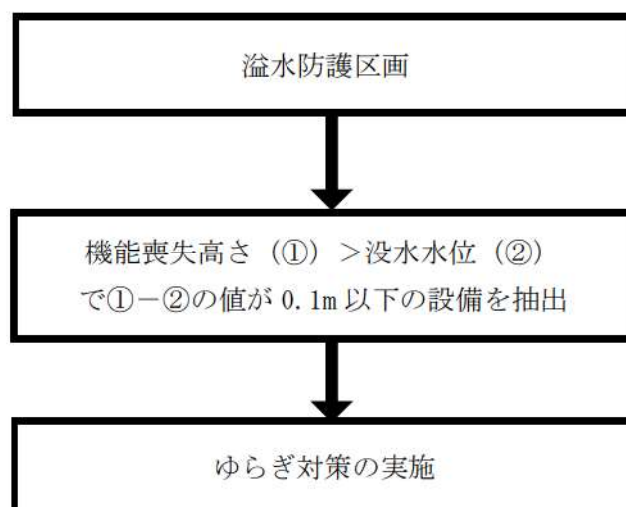 溢水防護区画
機能喪失高さ（①）＞没水水位（②）
で①－②の値が 0.1m 以下の設備を抽出
ゆらぎ対策の実施